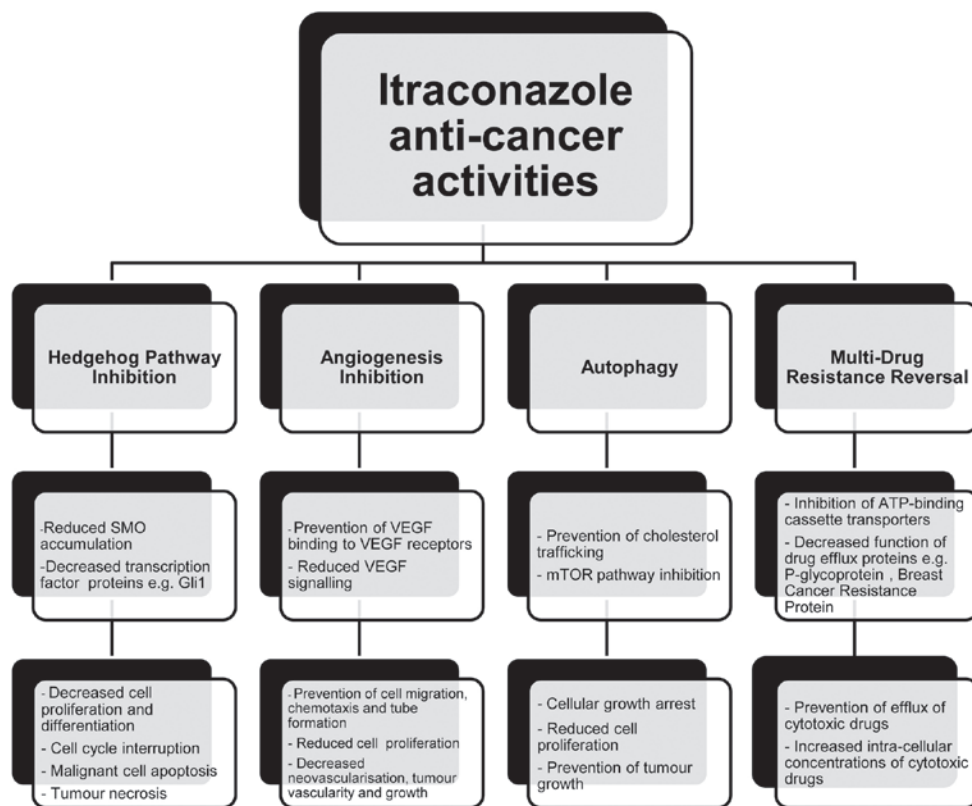 Itraconazole
anti-cancer
activities
Hedgehog Pathway
Inhibition
Angiogenesis
Inhibition
Autophagy
Multi-Drug
Resistance Reversal
-Reduced SMO
accumulation
-Decreased transcription
factor proteins e.g. Gli1
- Prevention of VEGF
binding to VEGF receptors
- Reduced VEGF
signalling
- Prevention of cholesterol
trafficking
- mTOR pathway inhibition
- Inhibition of ATP-binding
cassette transporters
- Decreased function of
drug efflux proteins e.g.
P-glycoprotein , Breast
Cancer Resistance
Protein
- Decreased cell
proliferation and
differentiation
- Cell cycle interruption
- Malignant cell apoptosis
- Tumour necrosis
- Prevention of cell migration,
chemotaxis and tube
formation
- Reduced cell proliferation
- Decreased
neovascularisation, tumour
vascularity and growth
- Cellular growth arrest
- Reduced cell
proliferation
- Prevention of tumour
growth
- Prevention of efflux of
cytotoxic drugs
- Increased intra-cellular
concentrations of cytotoxic
drugs